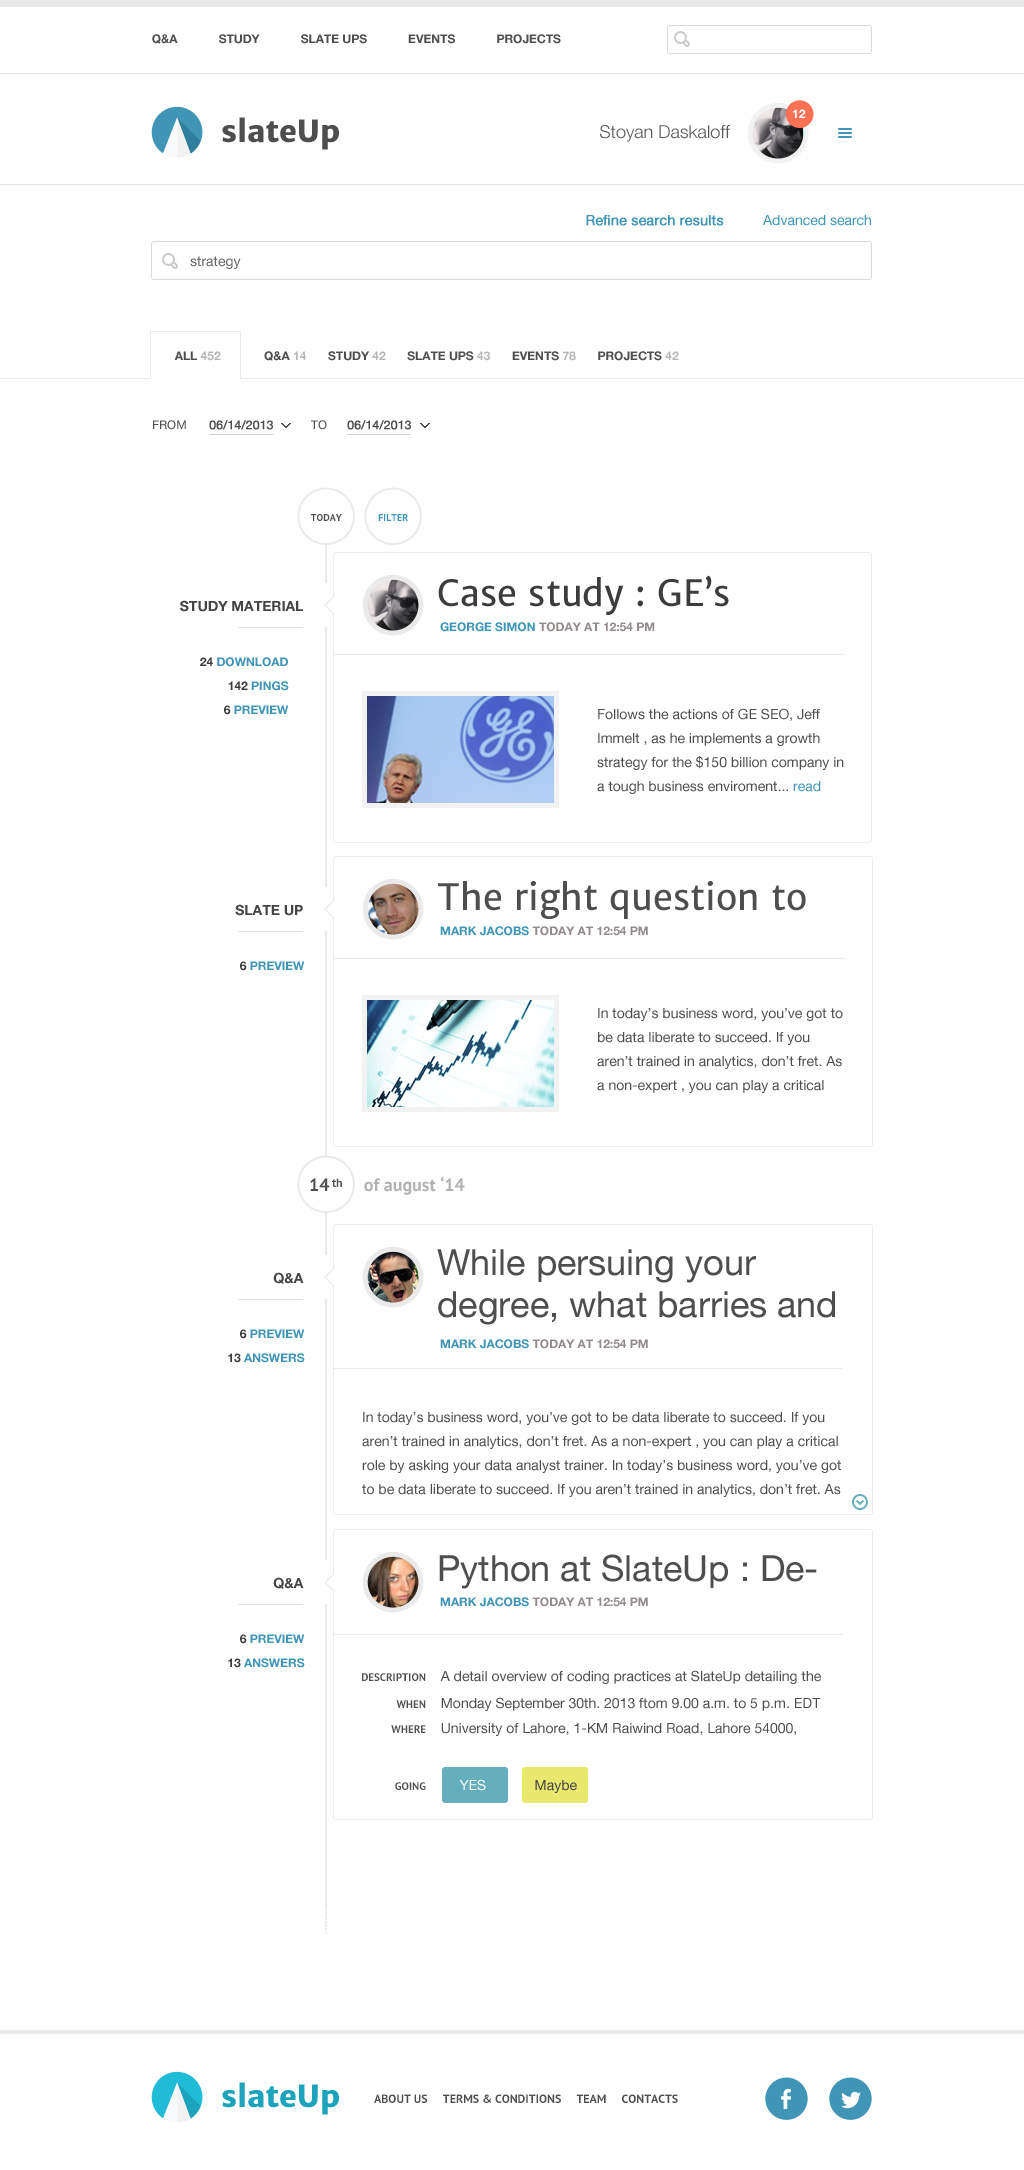 Q&A STUDY SLATE UPS EVENTS PROJECTS
slateUp
Stoyan Daskaloff 12
Refine search results Advanced search
strategy
ALL 452 Q&A 14 STUDY 42 SLATE UPS 43 EVENTS 78 PROJECTS 42
FROM 06/14/2013 TO 06/14/2013
TODAY FILTER
STUDY MATERIAL
24 DOWNLOAD
142 PINGS
6 PREVIEW
Case study : GE's
GEORGE SIMON TODAY AT 12:54 PM
GE
Follows the actions of GE SEO, Jeff
Immelt , as he implements a growth
strategy for the $150 billion company in
a tough business enviroment... read
SLATE UP
6 PREVIEW
The right question to
MARK JACOBS TODAY AT 12:54 PM
In today's business word, you've got to
be data liberate to succeed. If you
aren't trained in analytics, don't fret. As
a non-expert , you can play a critical
14 th of august '14
Q&A
6 PREVIEW
13 ANSWERS
While persuing your
degree, what barries and
MARK JACOBS TODAY AT 12:54 PM
In today's business word, you've got to be data liberate to succeed. If you
aren't trained in analytics, don't fret. As a non-expert , you can play a critical
role by asking your data analyst trainer. In today's business word, you've got
to be data liberate to succeed. If you aren't trained in analytics, don't fret. As
Q&A
6 PREVIEW
13 ANSWERS
Python at SlateUp : De-
MARK JACOBS TODAY AT 12:54 PM
DESCRIPTION A detail overview of coding practices at SlateUp detailing the
WHEN Monday September 30th. 2013 ftom 9.00 a.m. to 5 p.m. EDT
WHERE University of Lahore, 1-KM Raiwind Road, Lahore 54000,
GOING YES Maybe
slateUp ABOUT US TERMS & CONDITIONS TEAM CONTACTS